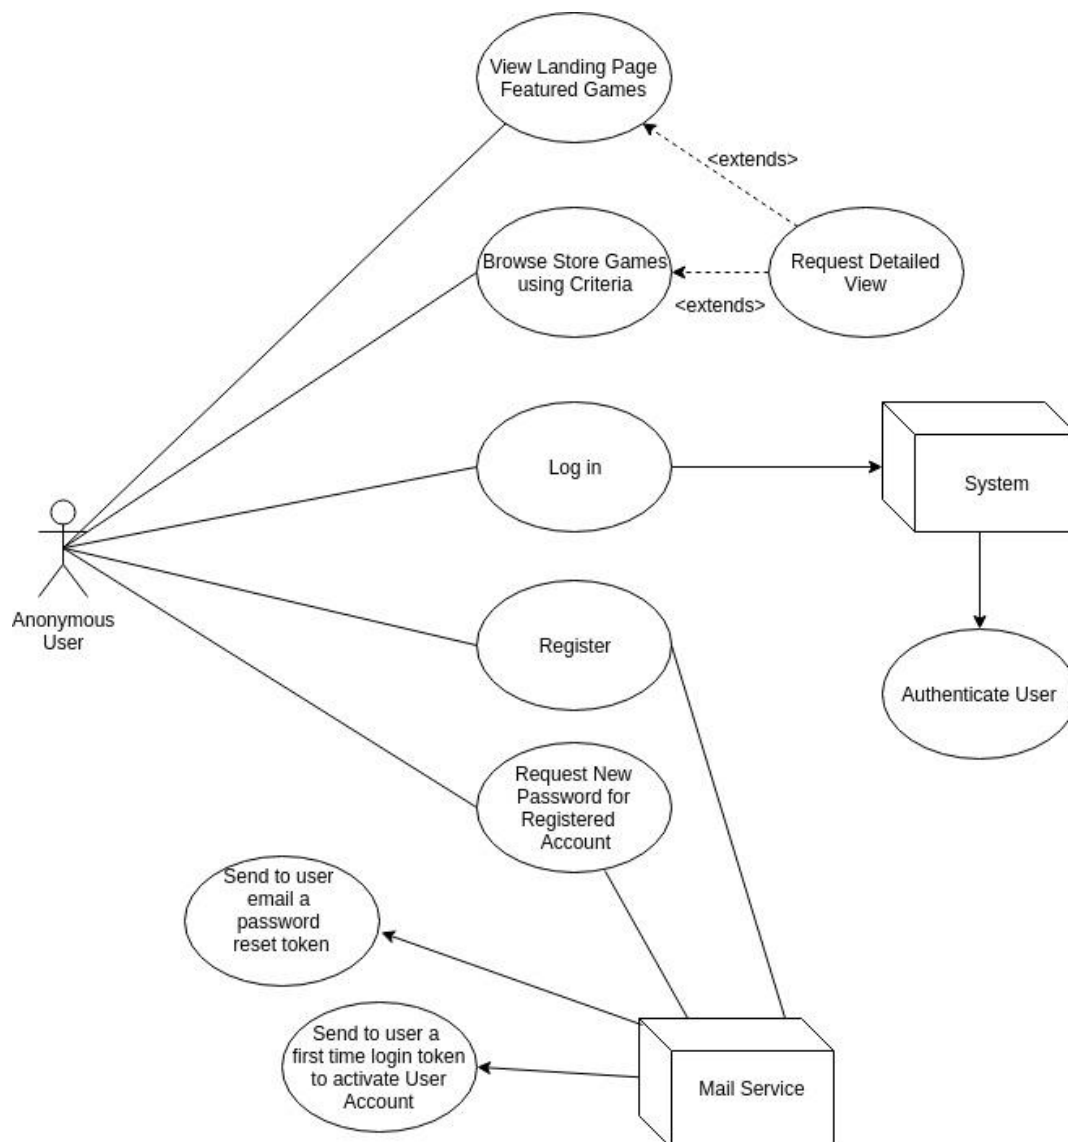 View Landing Page
Featured Games
<extends>
Browse Store Games
using Criteria
Request Detailed
View
<extends>
Log in
System
Anonymous
User
Register
Authenticate User
Request New
Password for
Registered
Account
Send to user
email a
password
reset token
Send to user a
first time login token
to activate User
Account
Mail Service